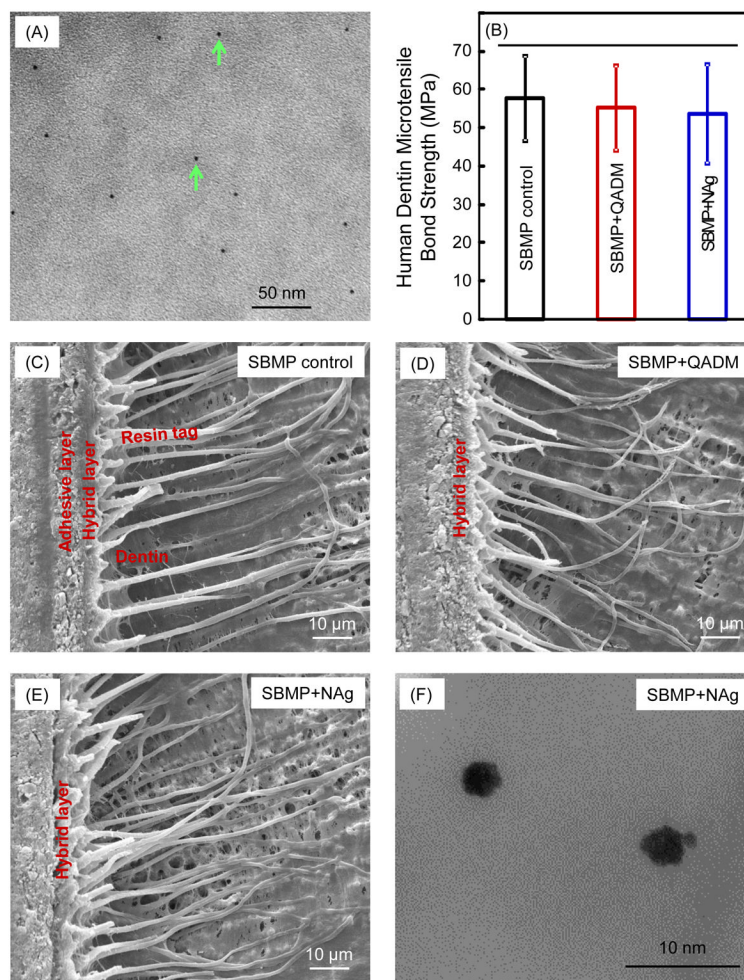 (A)
50 nm
(B)
Human Dentin Microtensile
Bond Strength (MPa)
70
60
50
40
30
20
10
0
SBMP control
SBMP+QADM
SBMP+NAg
(C)
SBMP control
Adhesive layer
Hybrid layer
Resin tag
Dentin
10 µm
(D)
SBMP+QADM
Hybrid layer
10 µm
(E)
SBMP+NAg
Hybrid layer
10 µm
(F)
SBMP+NAg
10 nm